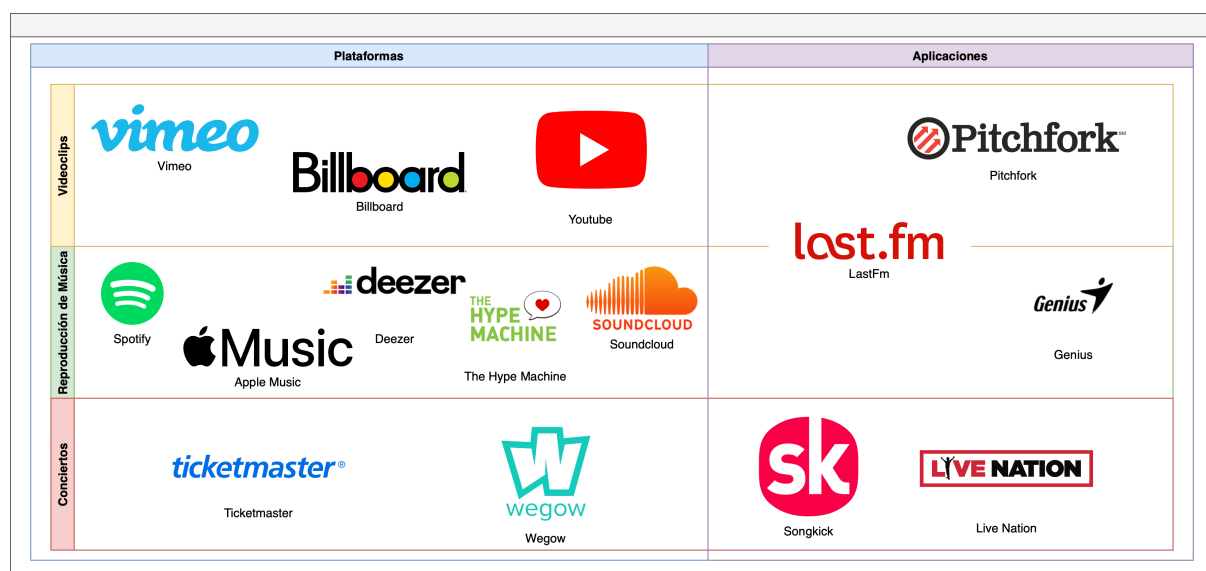 Plataformas
Aplicaciones
Videoclips
vimeo
Vimeo
Billboard
Billboard
Youtube
Pitchfork℠
Pitchfork
last.fm
LastFm
Reproducción de Música
Spotify
Music
Apple Music
deezer
Deezer
THE
HYPE
MACHINE
The Hype Machine
SOUNDCLOUD
Soundcloud
Genius
Genius
Conciertos
ticketmaster®
Ticketmaster
W
wegow
Wegow
sk
Songkick
LIVE NATION
Live Nation